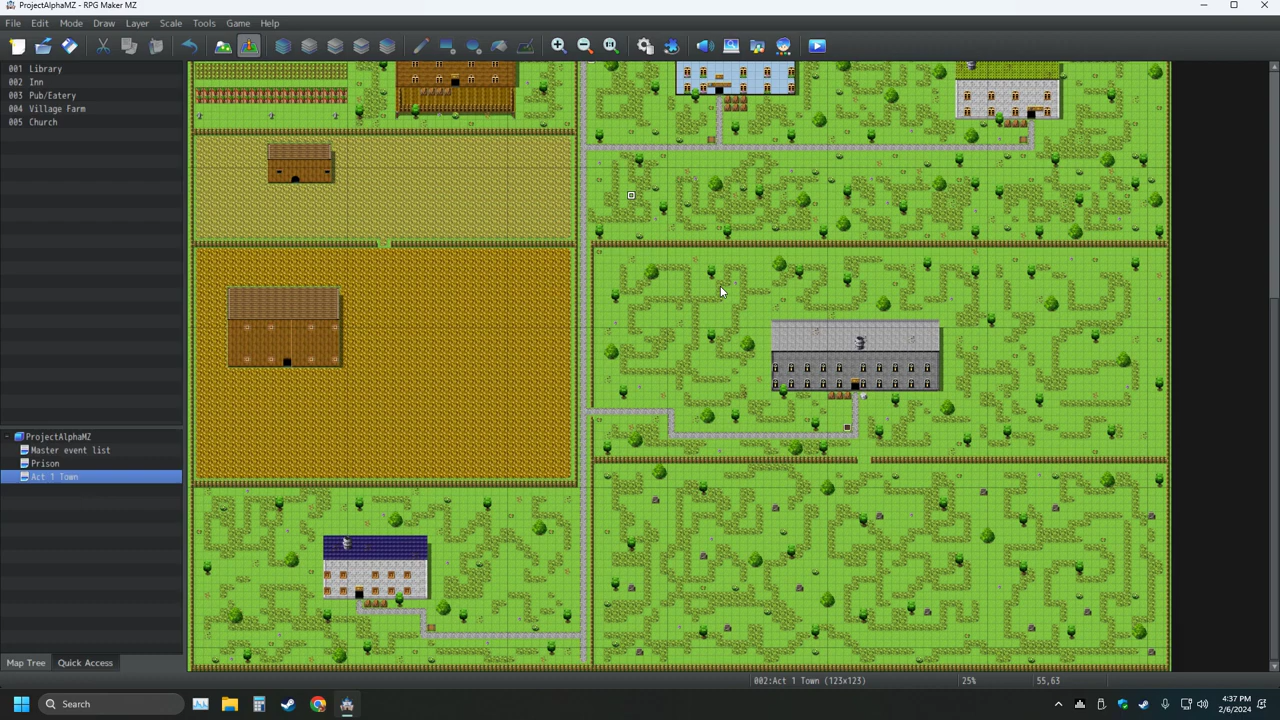 ProjectAlphaMZ - RPG Maker MZ
File Edit Mode Draw Layer Scale Tools Game Help
001 Library
002 Inn
003 Pub/Eatery
004 Village Farm
005 Church
ProjectAlphaMZ
Master event list
Prison
Act 1 Town
Map Tree Quick Access
002:Act 1 Town (123x123) 25% 55,63
Search
4:37 PM
2/6/2024